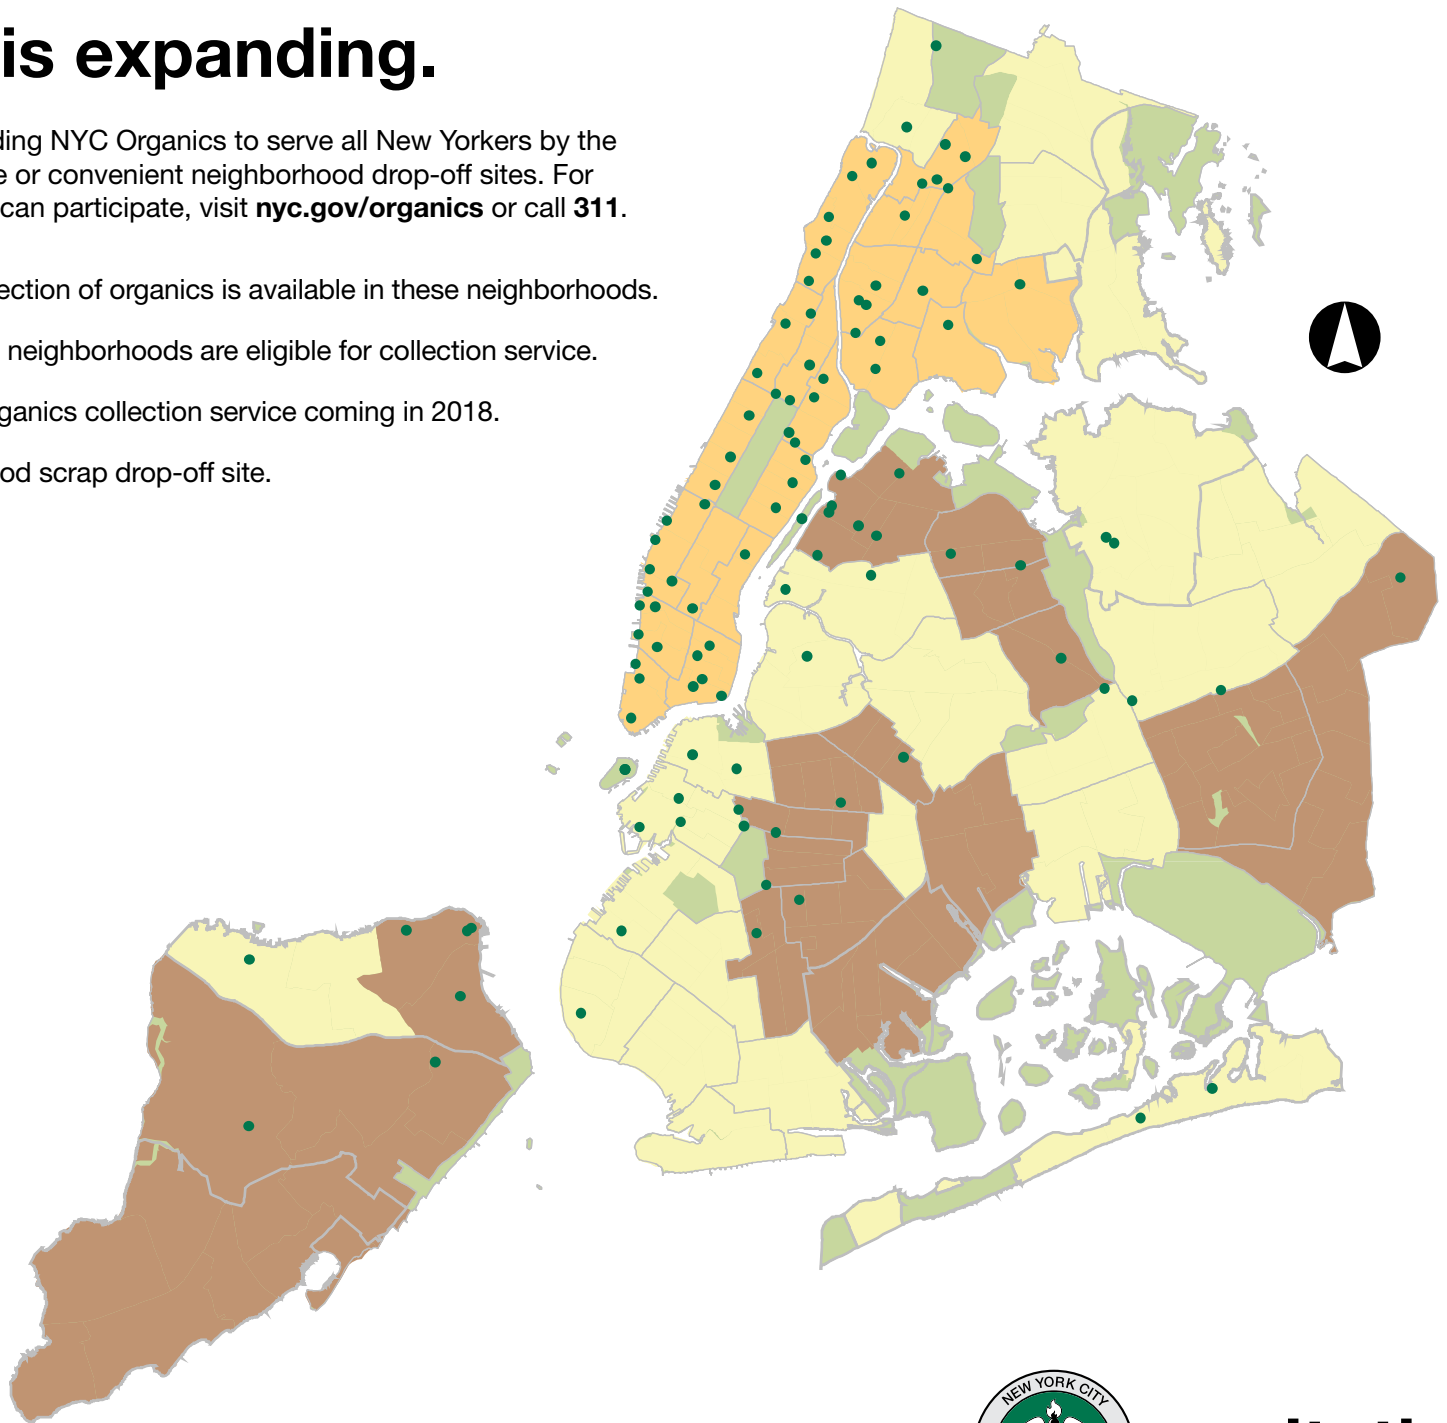 is expanding.
ding NYC Organics to serve all New Yorkers by the
e or convenient neighborhood drop-off sites. For
can participate, visit nyc.gov/organics or call 311.
ection of organics is available in these neighborhoods.
neighborhoods are eligible for collection service.
ganics collection service coming in 2018.
od scrap drop-off site.
NEW YORK CITY